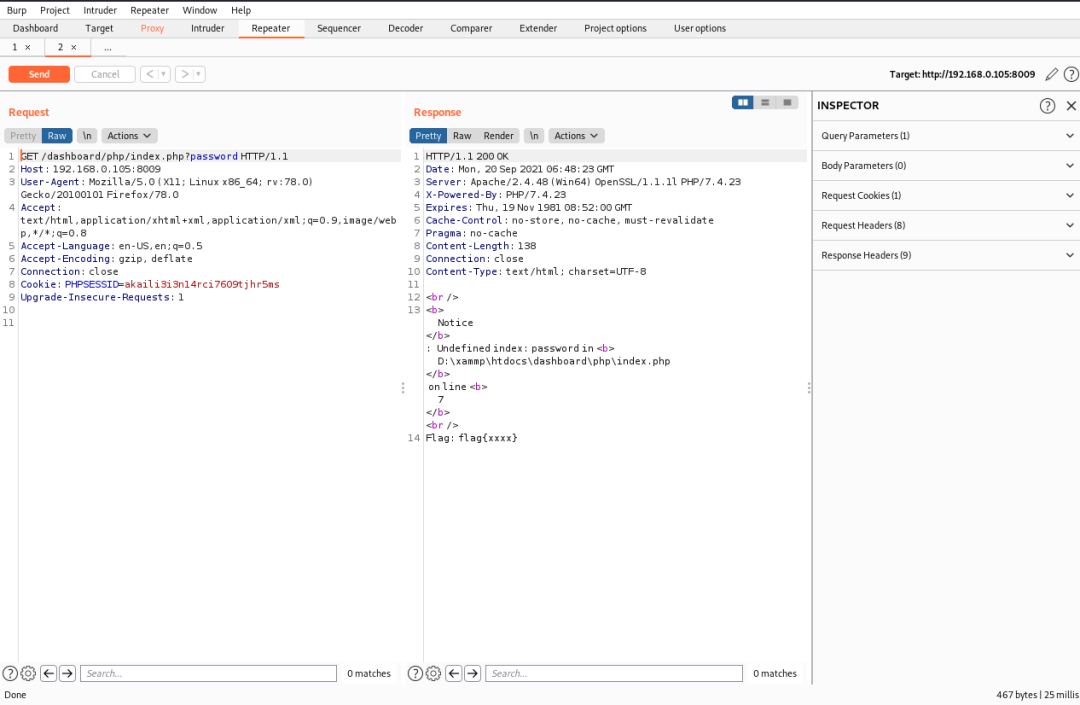 Burp Project Intruder Repeater Window Help
Dashboard Target Proxy Intruder Repeater Sequencer Decoder Comparer Extender Project options User options
1 × 2 × ...
Send Cancel < > Target: http://192.168.0.105:8009 ?
Request
Pretty Raw \n Actions
1 GET /dashboard/php/index.php?password HTTP/1.1
2 Host: 192.168.0.105:8009
3 User-Agent: Mozilla/5.0 (X11; Linux x86_64; rv:78.0)
Gecko/20100101 Firefox/78.0
4 Accept:
text/html,application/xhtml+xml,application/xml;q=0.9,image/web
p,*/*;q=0.8
5 Accept-Language: en-US,en;q=0.5
6 Accept-Encoding: gzip, deflate
7 Connection: close
8 Cookie: PHPSESSID=akaili3i3n14rci7609tjhr5ms
9 Upgrade-Insecure-Requests: 1
10
11
? Search... 0 matches
Response
Pretty Raw Render \n Actions
1 HTTP/1.1 200 OK
2 Date: Mon, 20 Sep 2021 06:48:23 GMT
3 Server: Apache/2.4.48 (Win64) OpenSSL/1.1.1l PHP/7.4.23
4 X-Powered-By: PHP/7.4.23
5 Expires: Thu, 19 Nov 1981 08:52:00 GMT
6 Cache-Control: no-store, no-cache, must-revalidate
7 Pragma: no-cache
8 Content-Length: 138
9 Connection: close
10 Content-Type: text/html; charset=UTF-8
11
12 <br />
13 <b>
Notice
</b>
: Undefined index: password in <b>
D:\xammp\htdocs\dashboard\php\index.php
</b>
on line <b>
7
</b>
<br />
14 Flag: flag{xxxx}
? Search... 0 matches
INSPECTOR ? ×
Query Parameters (1)
Body Parameters (0)
Request Cookies (1)
Request Headers (8)
Response Headers (9)
Done 467 bytes | 25 millis